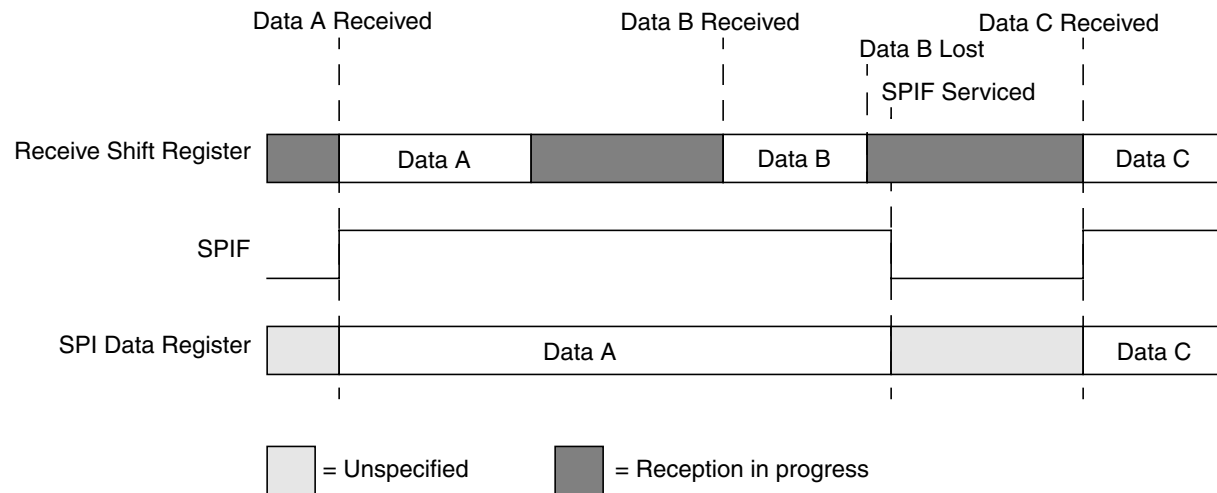 Data A Received
Data B Received
Data C Received
Data B Lost
SPIF Serviced
Receive Shift Register
Data A
Data B
Data C
SPIF
SPI Data Register
Data A
Data C
= Unspecified
= Reception in progress